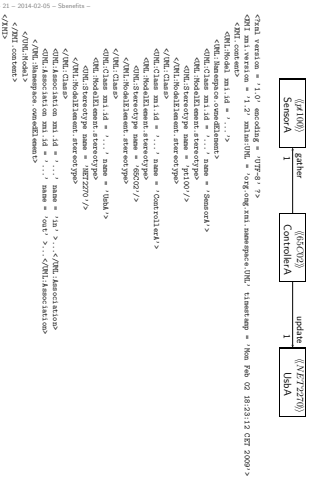 21 – 2014-02-05 – Sbenefits –
⟨⟨pt100⟩⟩
SensorA
gather
1
⟨⟨65C02⟩⟩
ControllerA
update
1
⟨⟨NET2270⟩⟩
UsbA
<?xml version = '1.0' encoding = 'UTF-8' ?>
<XMI xmi.version = '1.2' xmlns:UML = 'org.omg.xmi.namespace.UML' timestamp = 'Mon Feb 02 18:23:12 CET 2009'>
<XMI.content>
<UML:Model xmi.id = '...'>
<UML:Namespace.ownedElement>
<UML:Class xmi.id = '...' name = 'SensorA'>
<UML:ModelElement.stereotype>
<UML:Stereotype name = 'pt100'/>
</UML:ModelElement.stereotype>
</UML:Class>
<UML:Class xmi.id = '...' name = 'ControllerA'>
<UML:ModelElement.stereotype>
<UML:Stereotype name = '65C02'/>
</UML:ModelElement.stereotype>
</UML:Class>
<UML:Class xmi.id = '...' name = 'UsbA'>
<UML:ModelElement.stereotype>
<UML:Stereotype name = 'NET2270'/>
</UML:ModelElement.stereotype>
</UML:Class>
<UML:Association xmi.id = '...' name = 'in' >...</UML:Association>
<UML:Association xmi.id = '...' name = 'out' >...</UML:Association>
</UML:Namespace.ownedElement>
</UML:Model>
</XMI.content>
</XMI>